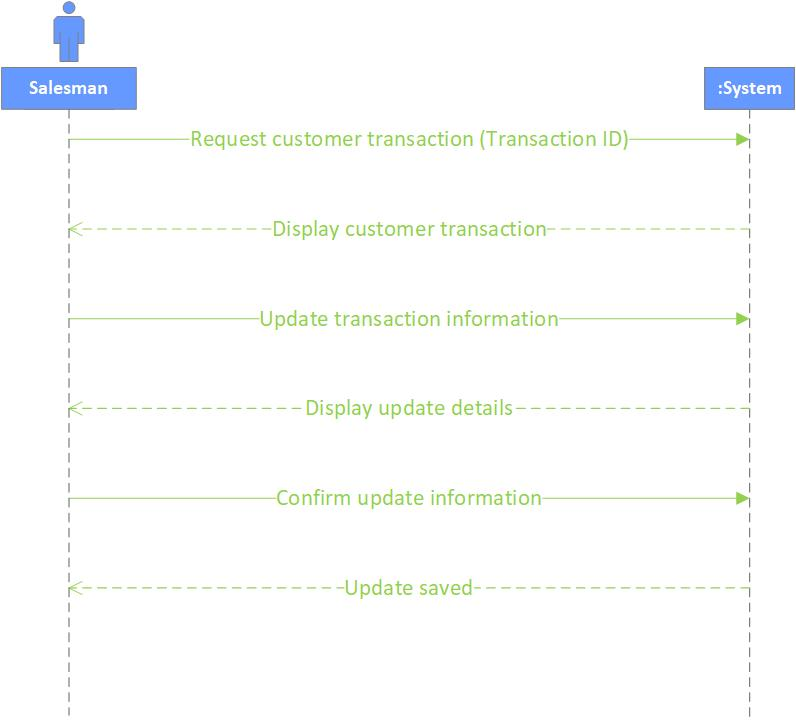 Salesman
:System
Request customer transaction (Transaction ID)
Display customer transaction
Update transaction information
Display update details
Confirm update information
Update saved